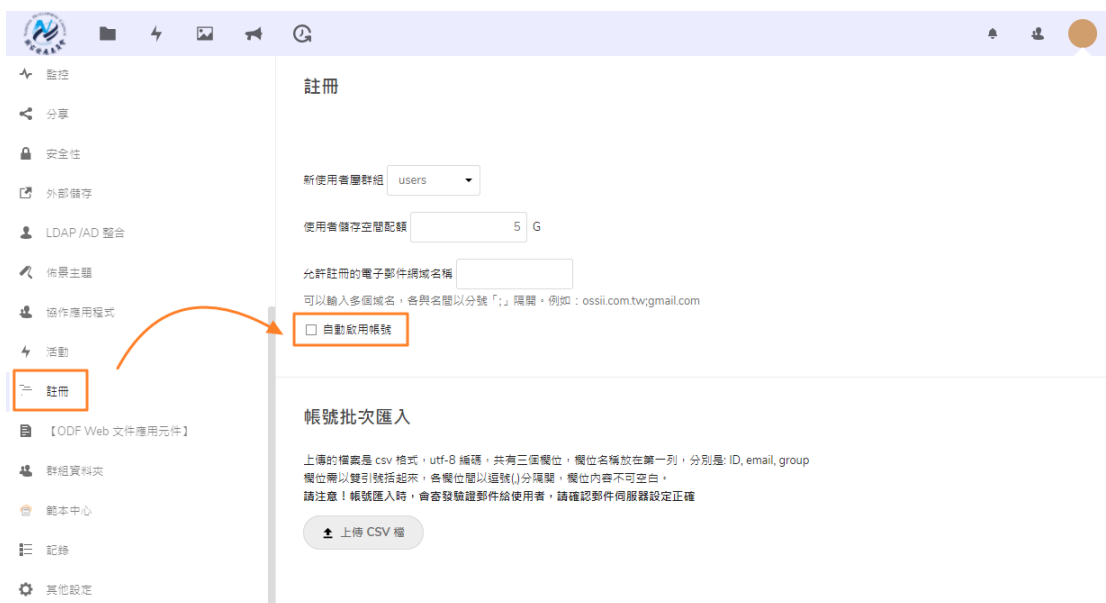 監控
分享
安全性
外部儲存
LDAP /AD 整合
佈景主題
協作應用程式
活動
註冊
【ODF Web 文件應用元件】
群組資料夾
範本中心
記錄
其他設定
註冊
新使用者屬群組 users
使用者儲存空間配額 5 G
允許註冊的電子郵件網域名稱
可以輸入多個域名，各與名間以分號「;」隔開。例如：ossii.com.tw;gmail.com
自動啟用帳號
帳號批次匯入
上傳的檔案是 csv 格式，utf-8 編碼，共有三個欄位，欄位名稱放在第一列，分別是: ID, email, group
欄位需以雙引號括起來，各欄位間以逗號(,)分隔開，欄位內容不可空白。
請注意！帳號匯入時，會寄發驗證郵件給使用者，請確認郵件伺服器設定正確
上傳 CSV 檔